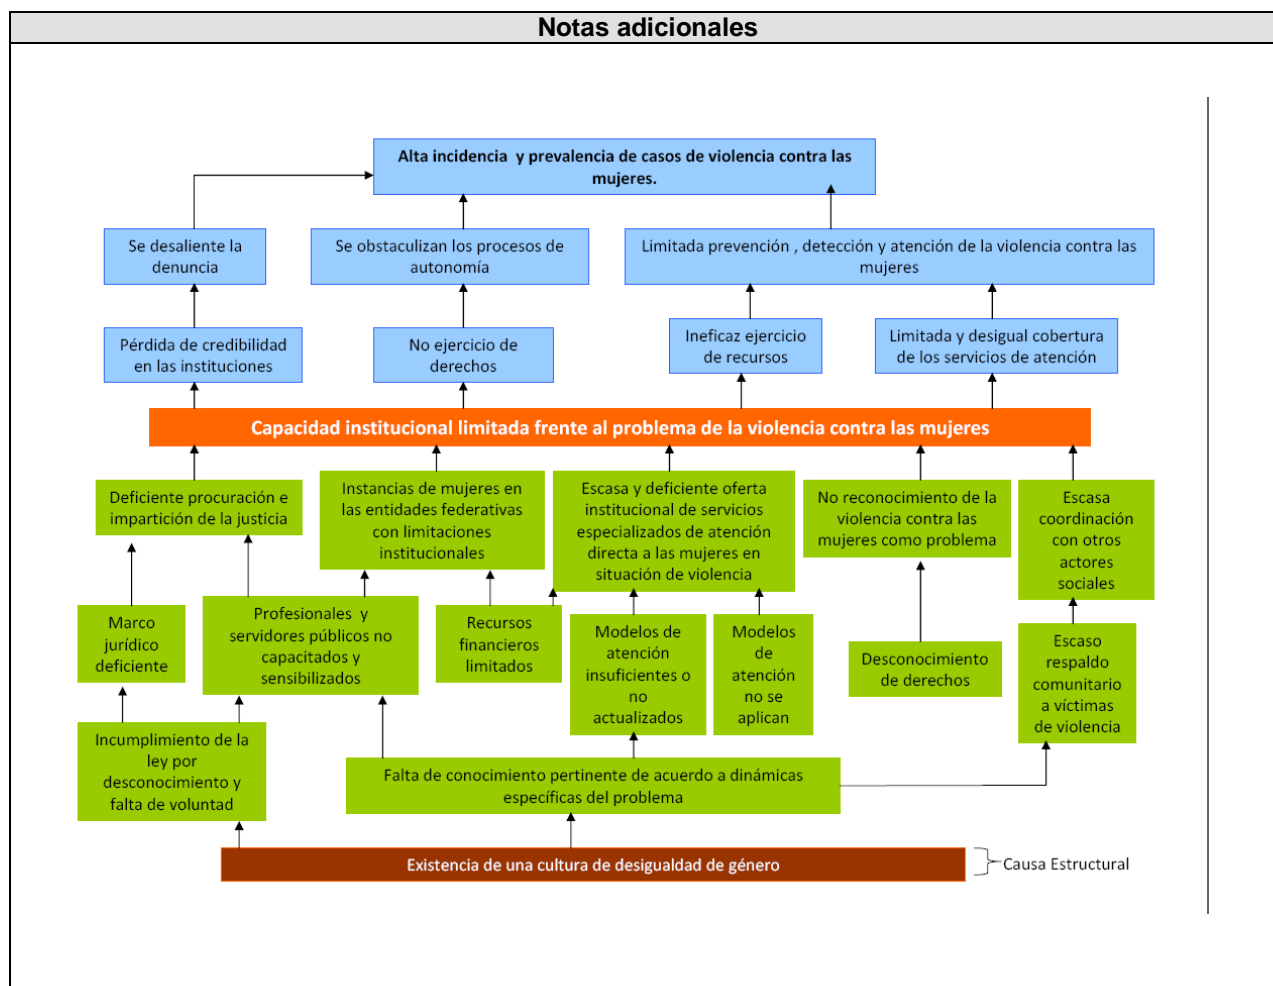 Notas adicionales
Alta incidencia y prevalencia de casos de violencia contra las
mujeres.
Se desaliente la
denuncia
Se obstaculizan los procesos de
autonomía
Limitada prevención , detección y atención de la violencia contra las
mujeres
Pérdida de credibilidad
en las instituciones
No ejercicio de
derechos
Ineficaz ejercicio
de recursos
Limitada y desigual cobertura
de los servicios de atención
Capacidad institucional limitada frente al problema de la violencia contra las mujeres
Deficiente procuración e
impartición de la justicia
Instancias de mujeres en
las entidades federativas
con limitaciones
institucionales
Escasa y deficiente oferta
institucional de servicios
especializados de atención
directa a las mujeres en
situación de violencia
No reconocimiento de la
violencia contra las
mujeres como problema
Escasa
coordinación
con otros
actores
sociales
Marco
jurídico
deficiente
Profesionales y
servidores públicos no
capacitados y
sensibilizados
Recursos
financieros
limitados
Modelos de
atención
insuficientes o
no
actualizados
Modelos
de
atención
no se
aplican
Desconocimiento
de derechos
Escaso
respaldo
comunitario
a víctimas
de violencia
Incumplimiento de la
ley por
desconocimiento y
falta de voluntad
Falta de conocimiento pertinente de acuerdo a dinámicas
específicas del problema
Existencia de una cultura de desigualdad de género
Causa Estructural